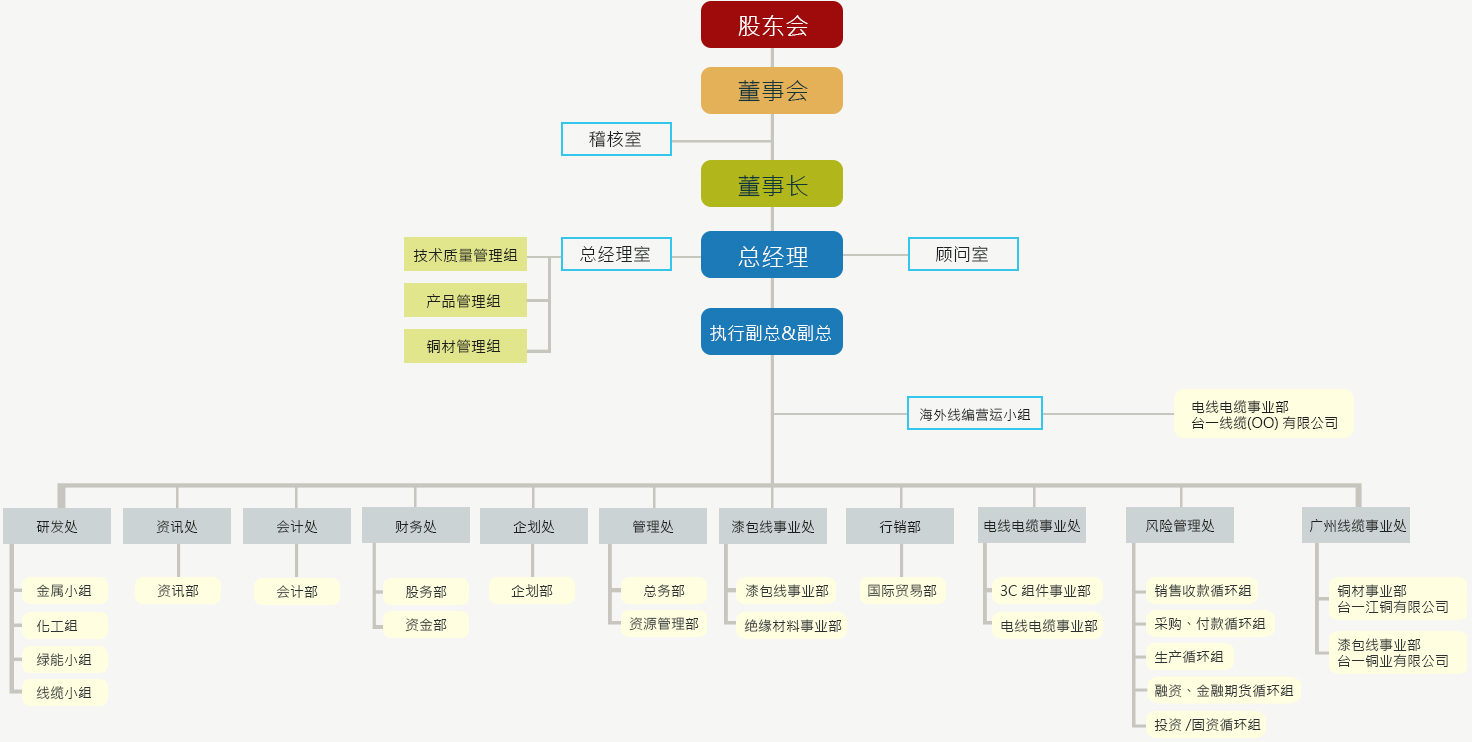 股东会
董事会
稽核室
董事长
技术质量管理组
总经理室
总经理
顾问室
产品管理组
铜材管理组
执行副总&副总
海外线编营运小组
电线电缆事业部
台一线缆(OO) 有限公司
研发处
资讯处
会计处
财务处
企划处
管理处
漆包线事业处
行销部
电线电缆事业处
风险管理处
广州线缆事业处
金属小组
化工组
绿能小组
线缆小组
资讯部
会计部
股务部
资金部
企划部
总务部
资源管理部
漆包线事业部
绝缘材料事业部
国际贸易部
3C 组件事业部
电线电缆事业部
销售收款循环组
采购、付款循环组
生产循环组
融资、金融期货循环组
投资 /固资循环组
铜材事业部
台一江铜有限公司
漆包线事业部
台一铜业有限公司